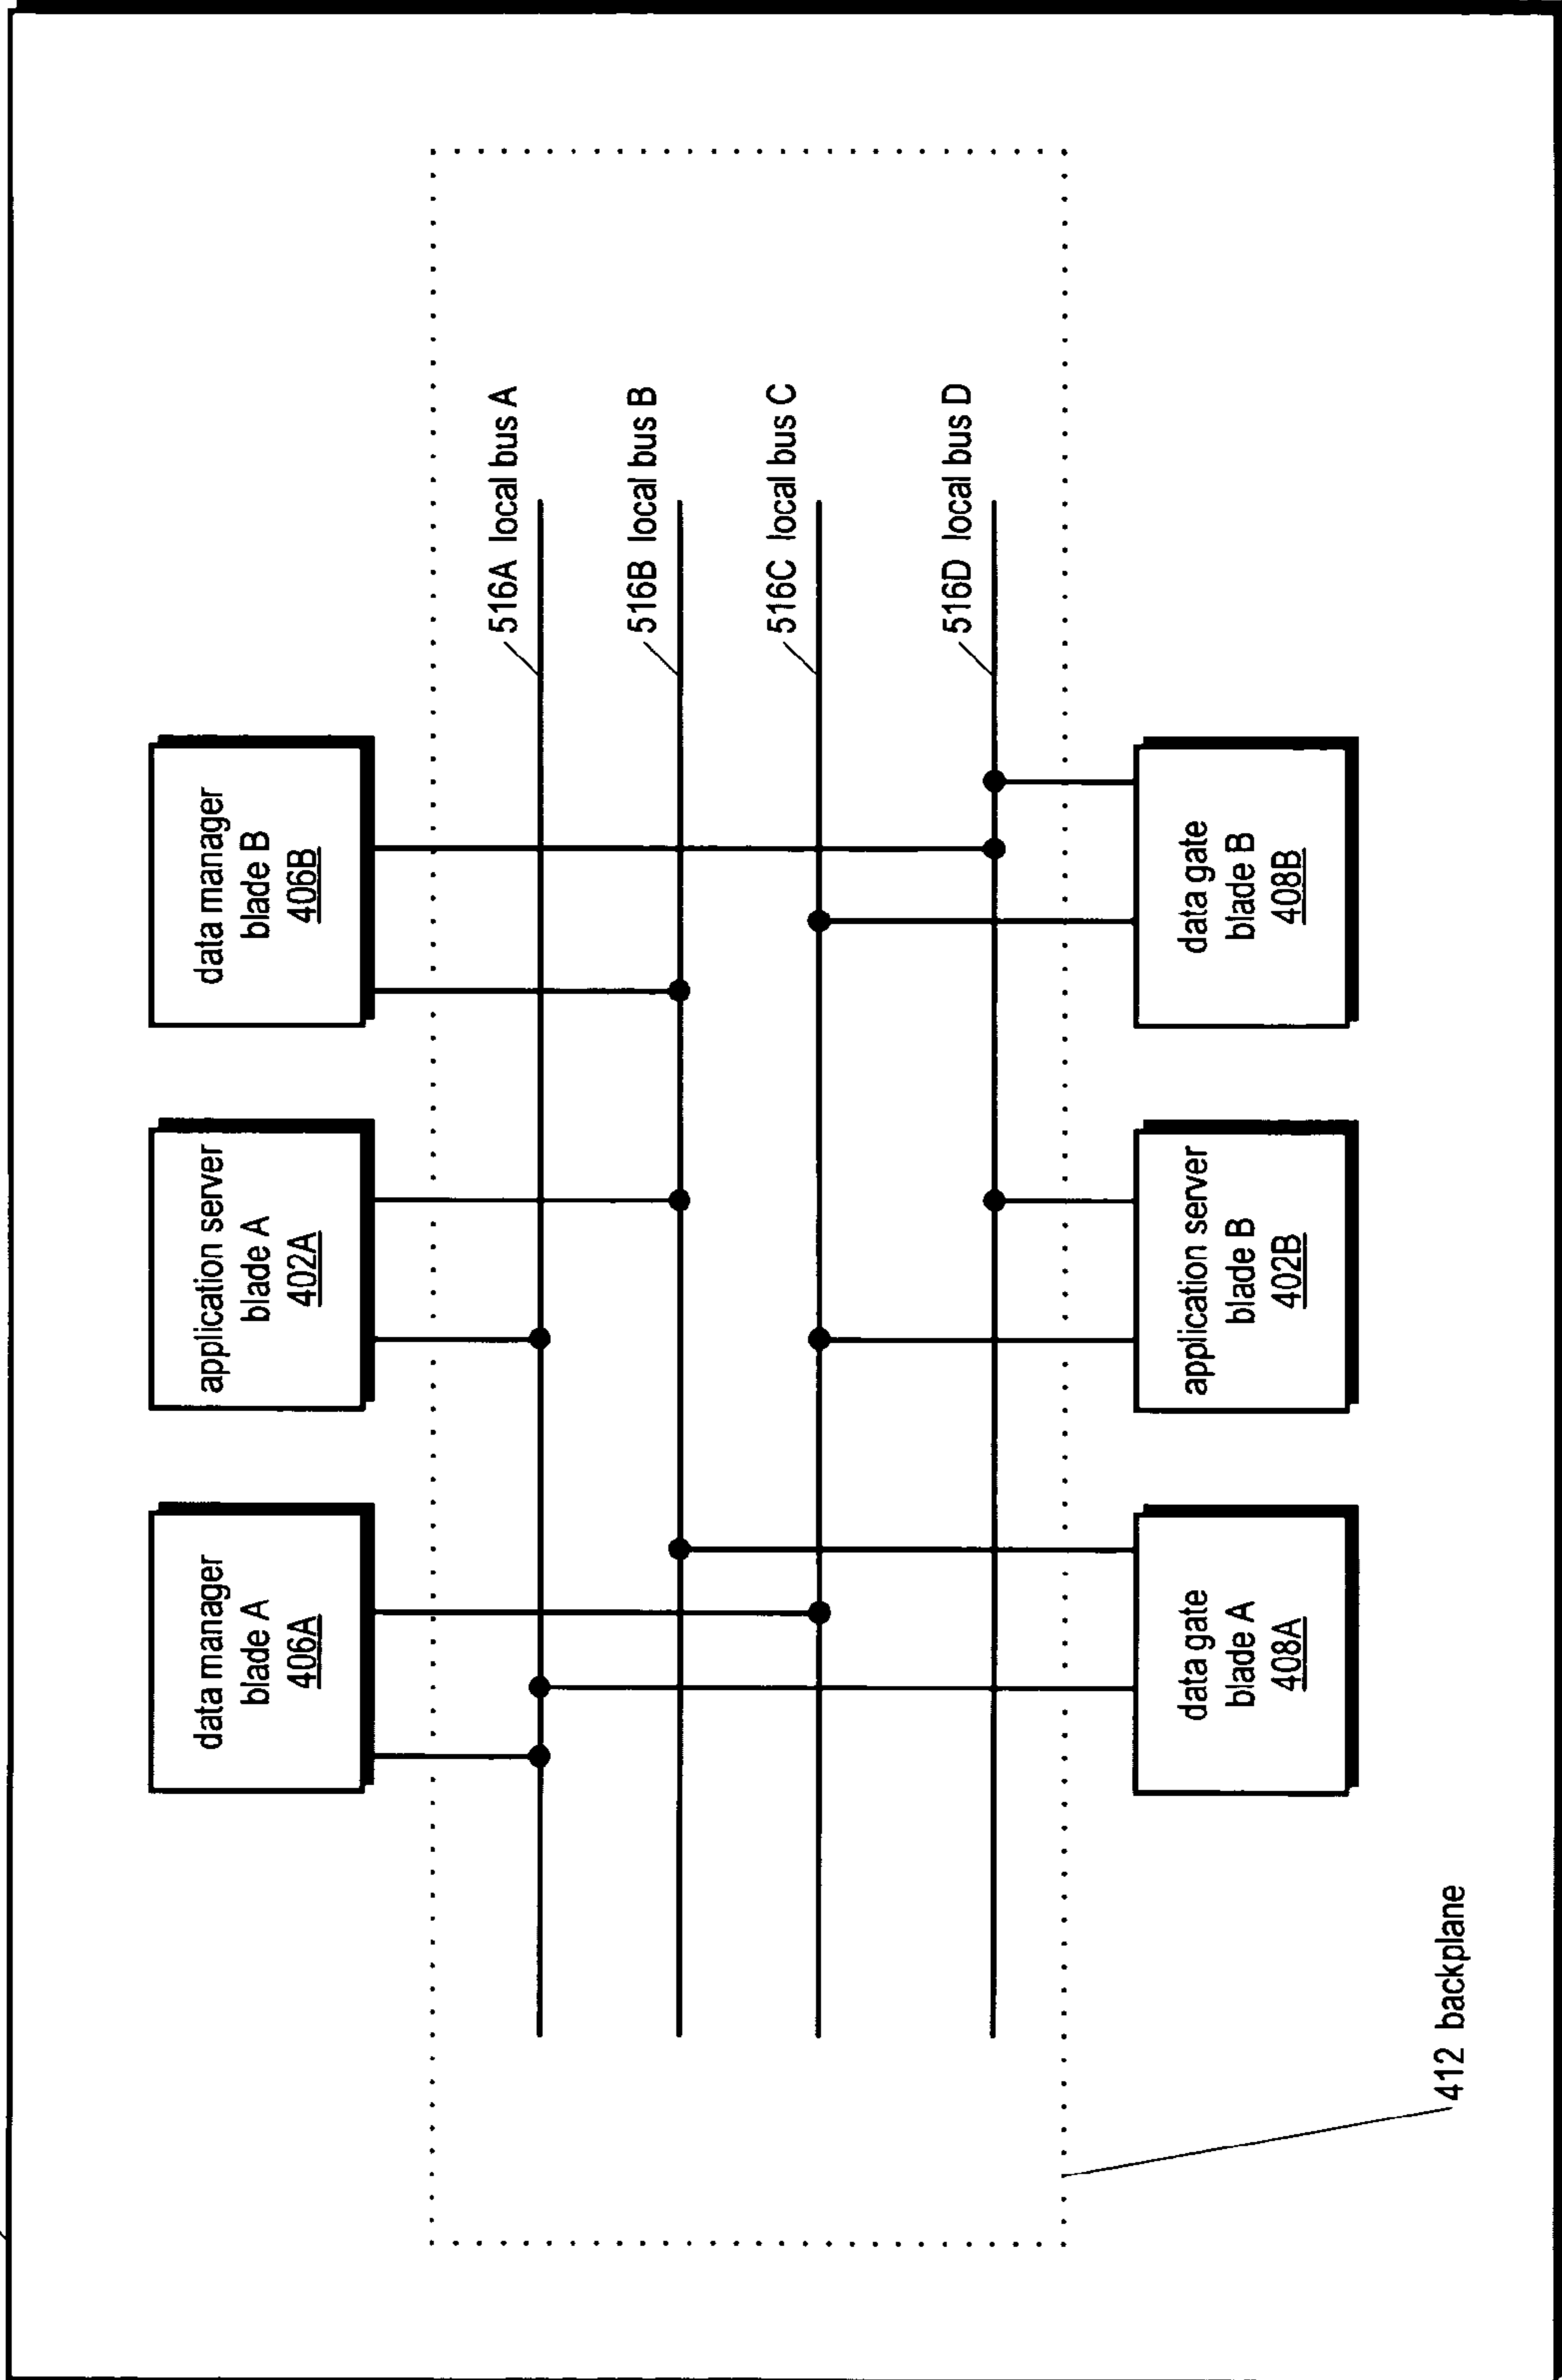 data manager
blade A
406A
application server
blade A
402A
data manager
blade B
406B
516A local bus A
516B local bus B
516C local bus C
516D local bus D
data gate
blade A
408A
application server
blade B
402B
data gate
blade B
408B
412 backplane